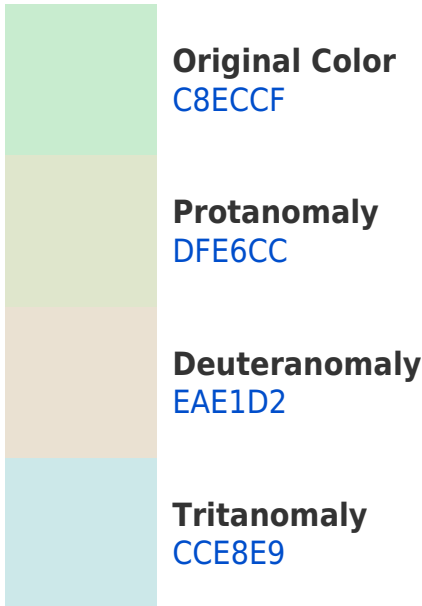 Original Color
C8ECCF
Protanomaly
DFE6CC
Deuteranomaly
EAE1D2
Tritanomaly
CCE8E9